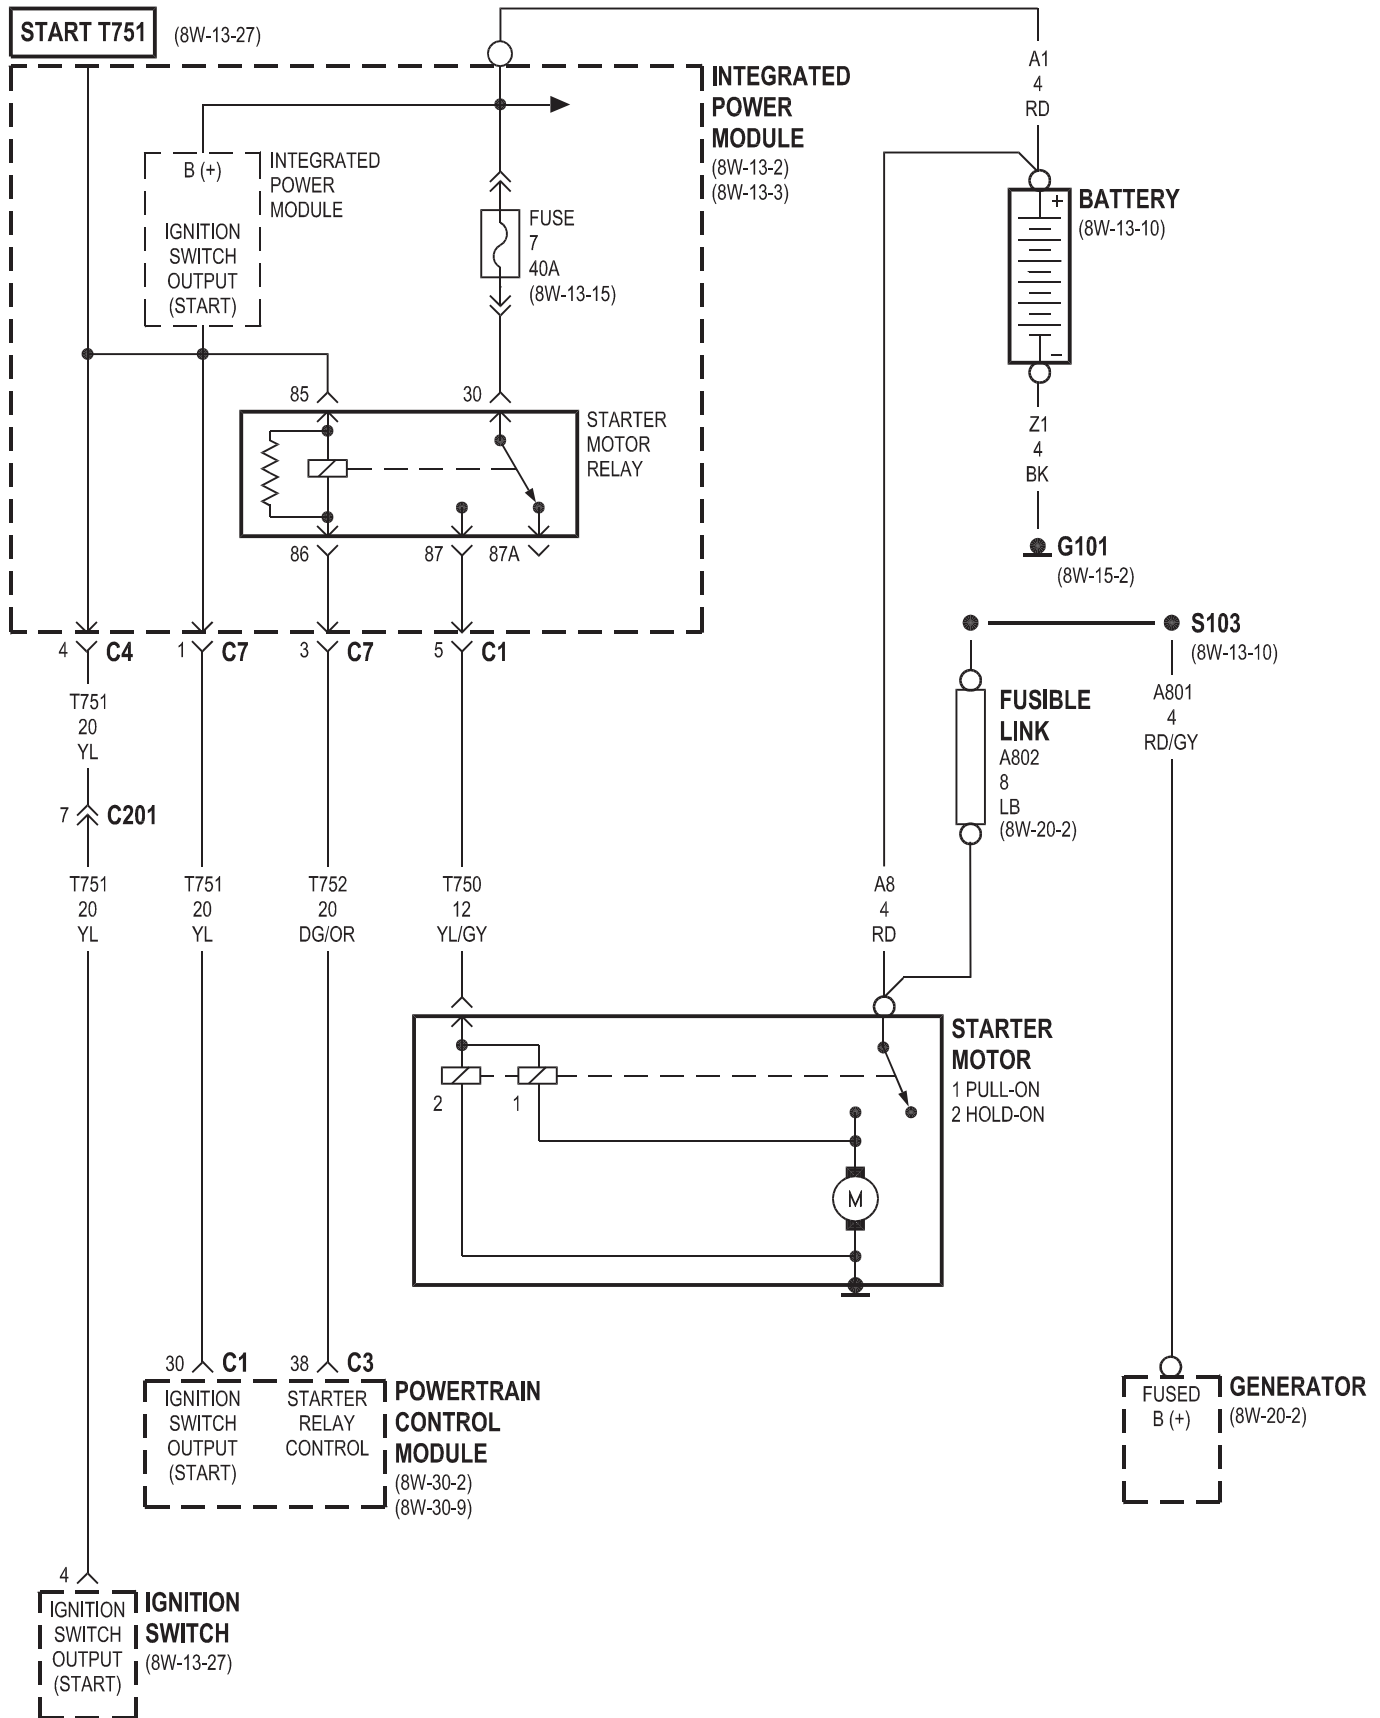 START T751
(8W-13-27)
A1
4
RD
INTEGRATED
POWER
MODULE
(8W-13-2)
(8W-13-3)
B (+)
IGNITION
SWITCH
OUTPUT
(START)
INTEGRATED
POWER
MODULE
FUSE
7
40A
(8W-13-15)
+
-
BATTERY
(8W-13-10)
85
30
STARTER
MOTOR
RELAY
86
87
87A
Z1
4
BK
G101
(8W-15-2)
4
C4
1
C7
3
C7
5
C1
S103
(8W-13-10)
T751
20
YL
7
C201
FUSIBLE
LINK
A802
8
LB
(8W-20-2)
A801
4
RD/GY
T751
20
YL
T751
20
YL
T752
20
DG/OR
T750
12
YL/GY
A8
4
RD
2
1
M
STARTER
MOTOR
1 PULL-ON
2 HOLD-ON
30
C1
38
C3
IGNITION
SWITCH
OUTPUT
(START)
STARTER
RELAY
CONTROL
POWERTRAIN
CONTROL
MODULE
(8W-30-2)
(8W-30-9)
FUSED
B (+)
GENERATOR
(8W-20-2)
4
IGNITION
SWITCH
OUTPUT
(START)
IGNITION
SWITCH
(8W-13-27)